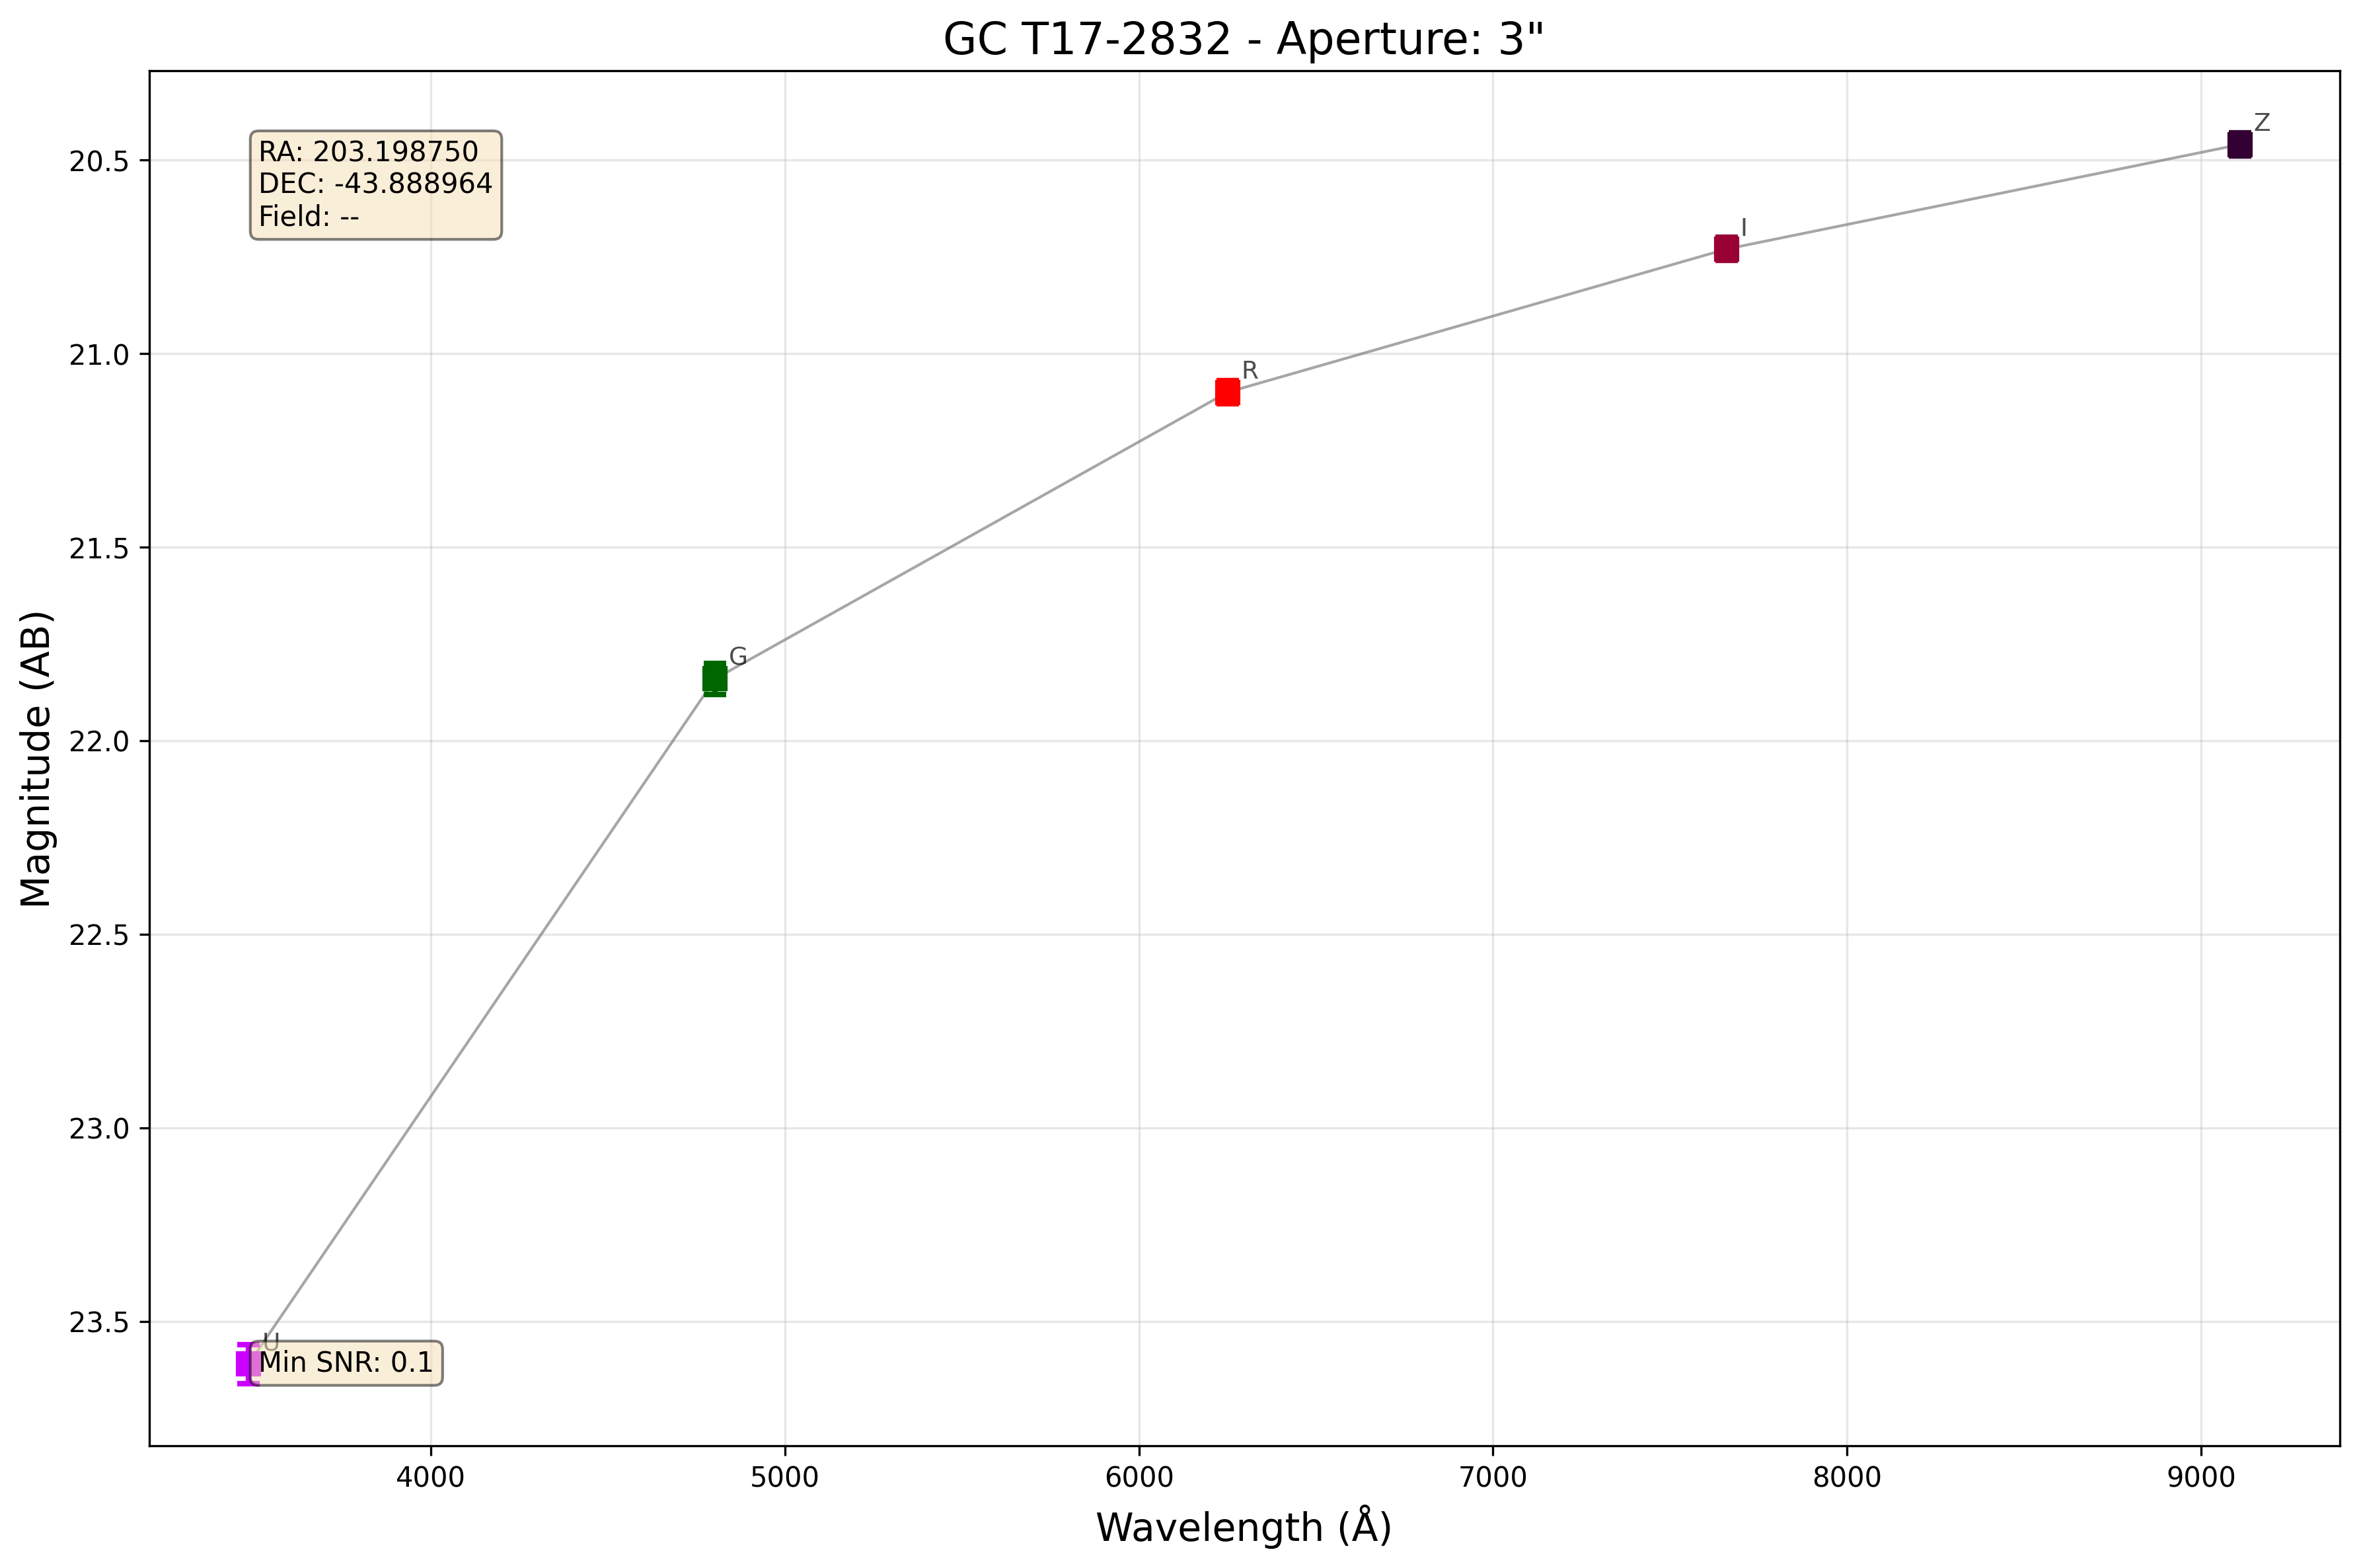 GC T17-2832 - Aperture: 3"
RA: 203.198750
DEC: -43.888964
Field: --
Z
I
R
G
U
Min SNR: 0.1
20.5
21.0
21.5
22.0
22.5
23.0
23.5
Magnitude (AB)
4000 5000 6000 7000 8000 9000
Wavelength (Å)